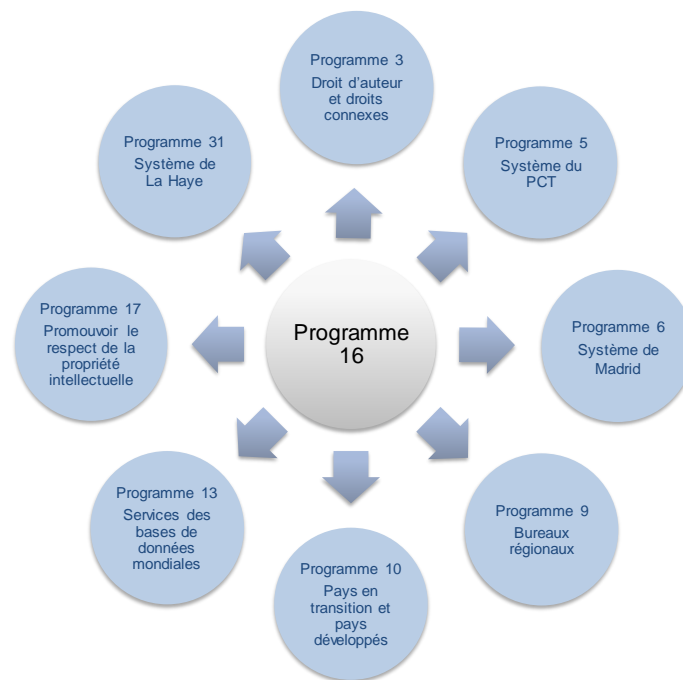 Programme 3
Droit d'auteur
et droits
connexes
Programme 5
Système du
PCT
Programme 6
Système de
Madrid
Programme 9
Bureaux
régionaux
Programme 10
Pays en
transition et
pays
développés
Programme 13
Services des
bases de
données
mondiales
Programme 17
Promouvoir le
respect de la
propriété
intellectuelle
Programme 31
Système de
La Haye
Programme
16